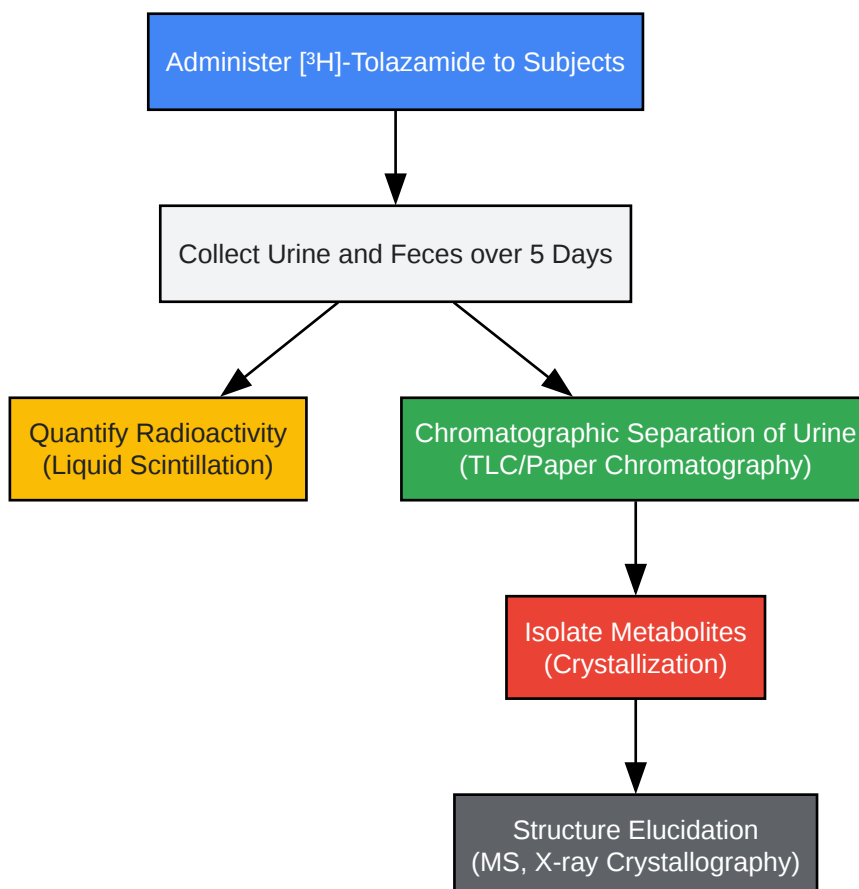 Administer [³H]-Tolazamide to Subjects
Collect Urine and Feces over 5 Days
Quantify Radioactivity
(Liquid Scintillation)
Chromatographic Separation of Urine
(TLC/Paper Chromatography)
Isolate Metabolites
(Crystallization)
Structure Elucidation
(MS, X-ray Crystallography)